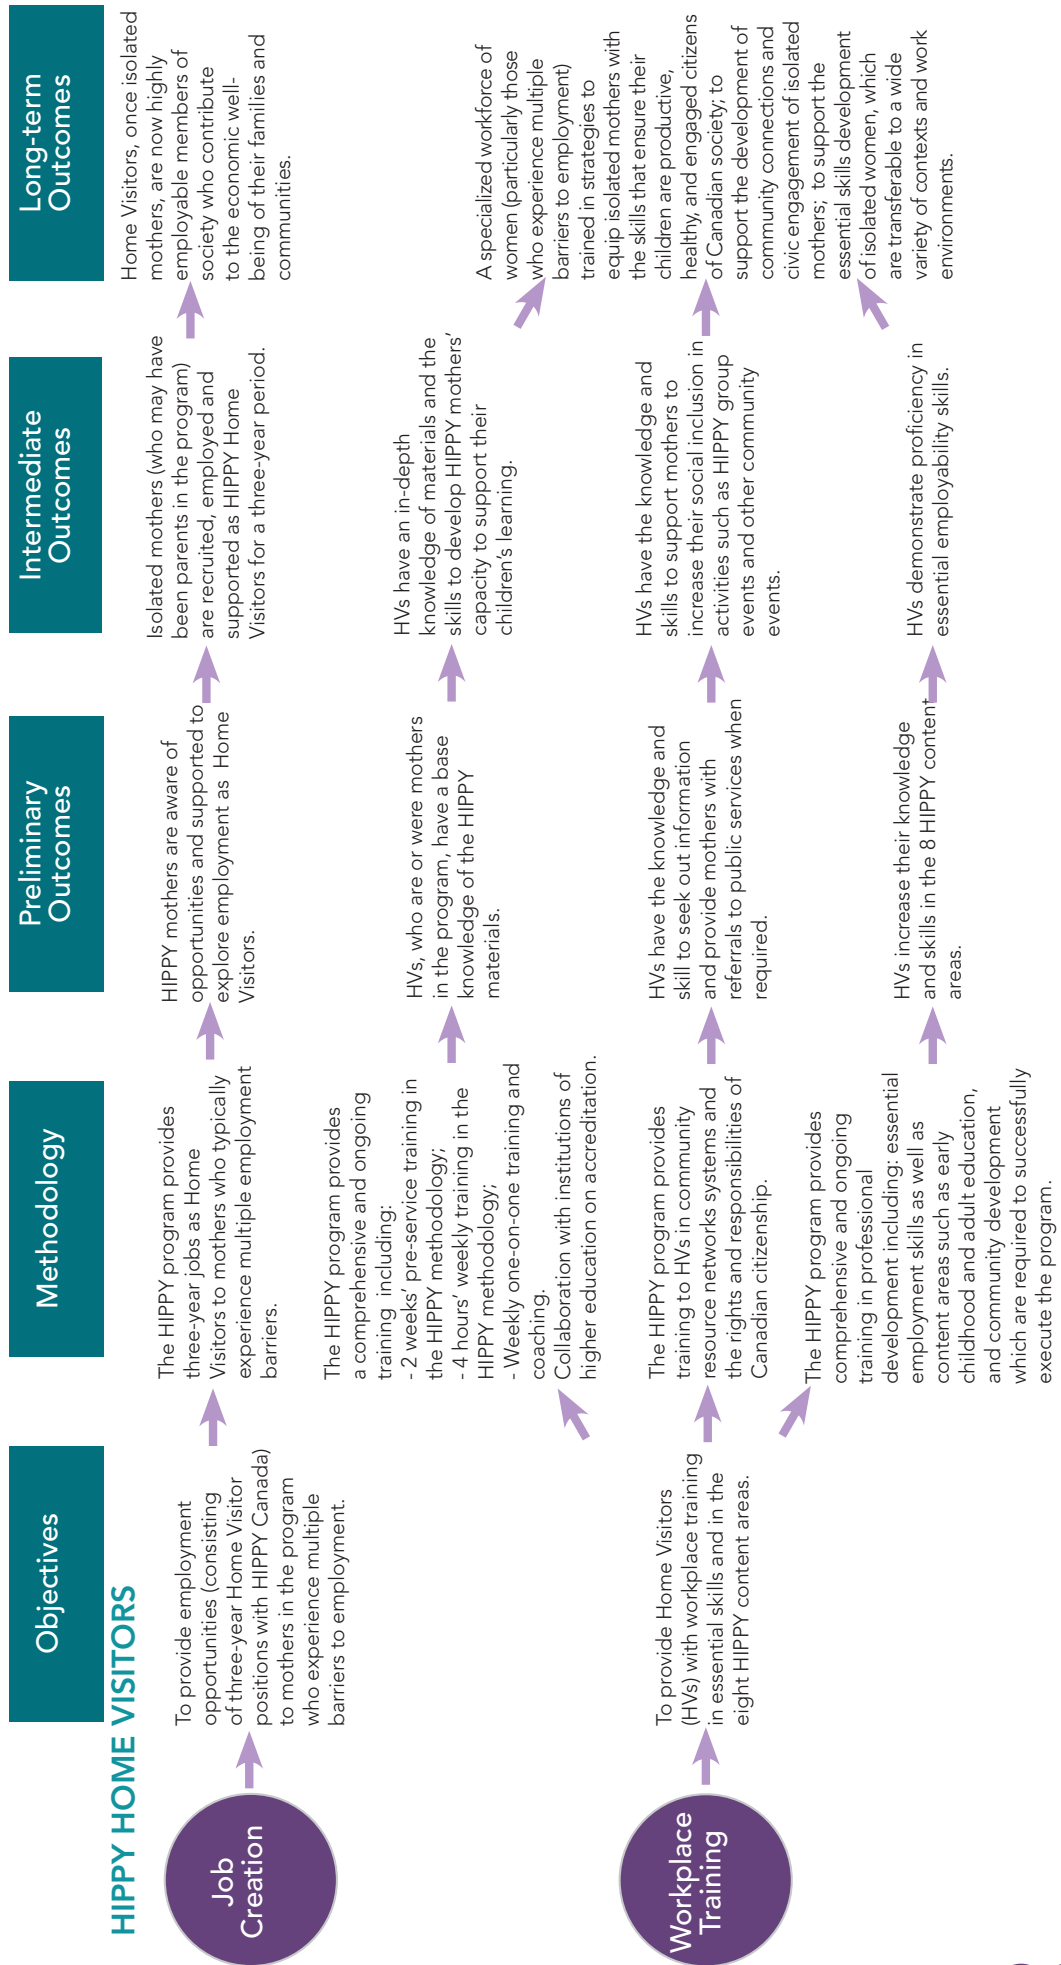 Objectives
Methodology
Preliminary
Outcomes
Intermediate
Outcomes
Long-term
Outcomes
HIPPY HOME VISITORS
Job
Creation
To provide employment
opportunities (consisting
of three-year Home Visitor
positions with HIPPY Canada)
to mothers in the program
who experience multiple
barriers to employment.
The HIPPY program provides
three-year jobs as Home
Visitors to mothers who typically
experience multiple employment
barriers.
HIPPY mothers are aware of
opportunities and supported to
explore employment as Home
Visitors.
Isolated mothers (who may have
been parents in the program)
are recruited, employed and
supported as HIPPY Home
Visitors for a three-year period.
Home Visitors, once isolated
mothers, are now highly
employable members of
society who contribute
to the economic well-
being of their families and
communities.
Workplace
Training
To provide Home Visitors
(HVs) with workplace training
in essential skills and in the
eight HIPPY content areas.
The HIPPY program provides
a comprehensive and ongoing
training including:
- 2 weeks’ pre-service training in
the HIPPY methodology;
- 4 hours’ weekly training in the
HIPPY methodology;
- Weekly one-on-one training and
coaching.
Collaboration with institutions of
higher education on accreditation.
HVs, who are or were mothers
in the program, have a base
knowledge of the HIPPY
materials.
HVs have an in-depth
knowledge of materials and the
skills to develop HIPPY mothers’
capacity to support their
children’s learning.
The HIPPY program provides
training to HVs in community
resource networks systems and
the rights and responsibilities of
Canadian citizenship.
HVs have the knowledge and
skill to seek out information
and provide mothers with
referrals to public services when
required.
HVs have the knowledge and
skills to support mothers to
increase their social inclusion in
activities such as HIPPY group
events and other community
events.
The HIPPY program provides
comprehensive and ongoing
training in professional
development including: essential
employment skills as well as
content areas such as early
childhood and adult education,
and community development
which are required to successfully
execute the program.
HVs increase their knowledge
and skills in the 8 HIPPY content
areas.
HVs demonstrate proficiency in
essential employability skills.
A specialized workforce of
women (particularly those
who experience multiple
barriers to employment)
trained in strategies to
equip isolated mothers with
the skills that ensure their
children are productive,
healthy, and engaged citizens
of Canadian society; to
support the development of
community connections and
civic engagement of isolated
mothers; to support the
essential skills development
of isolated women, which
are transferable to a wide
variety of contexts and work
environments.